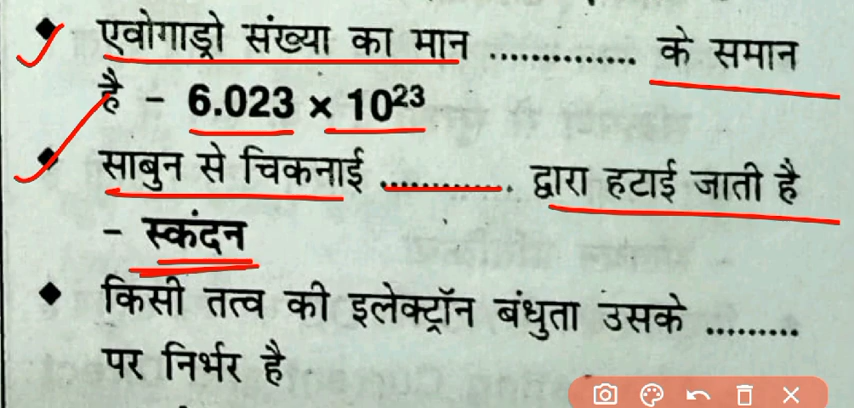 ◆ एवोगाड्रो संख्या का मान .............. के समान
है – 6.023 × 10²³
◆ साबुन से चिकनाई ............. द्वारा हटाई जाती है
– स्कंदन
◆ किसी तत्व की इलेक्ट्रॉन बंधुता उसके .........
पर निर्भर है